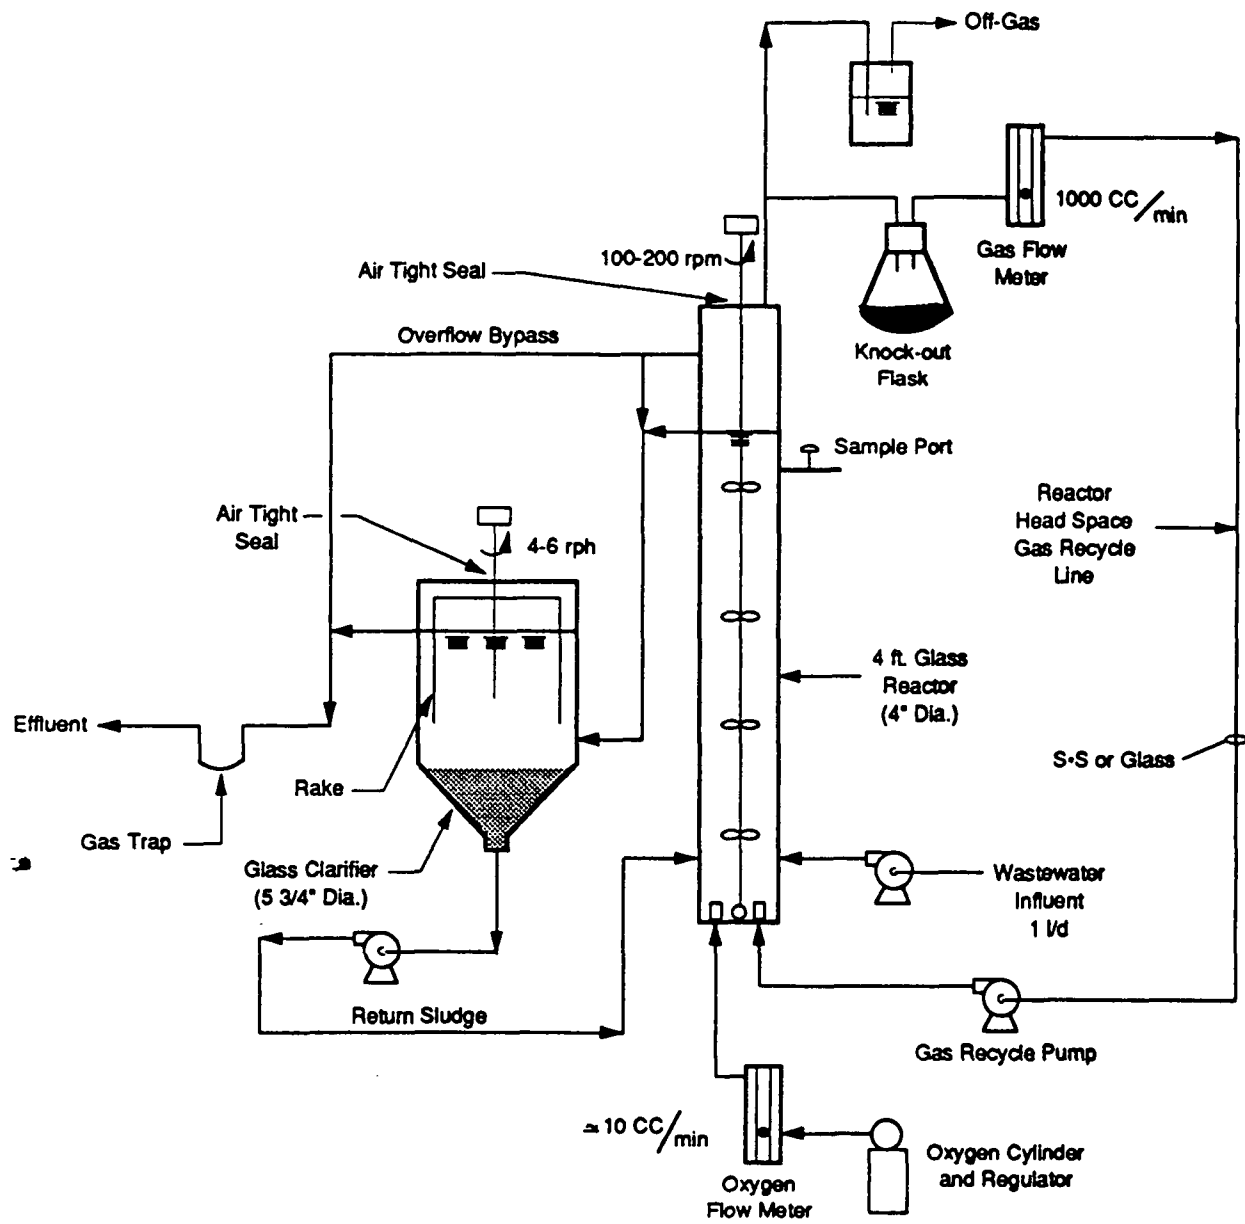 Off-Gas
1000 CC/min
Gas Flow
Meter
100-200 rpm
Air Tight Seal
Overflow Bypass
Knock-out
Flask
Sample Port
Reactor
Head Space
Gas Recycle
Line
Air Tight
Seal
4-6 rph
4 ft. Glass
Reactor
(4" Dia.)
Effluent
S•S or Glass
Rake
Gas Trap
Glass Clarifier
(5 3/4" Dia.)
Wastewater
Influent
1 l/d
Return Sludge
Gas Recycle Pump
≃ 10 CC/min
Oxygen Cylinder
and Regulator
Oxygen
Flow Meter